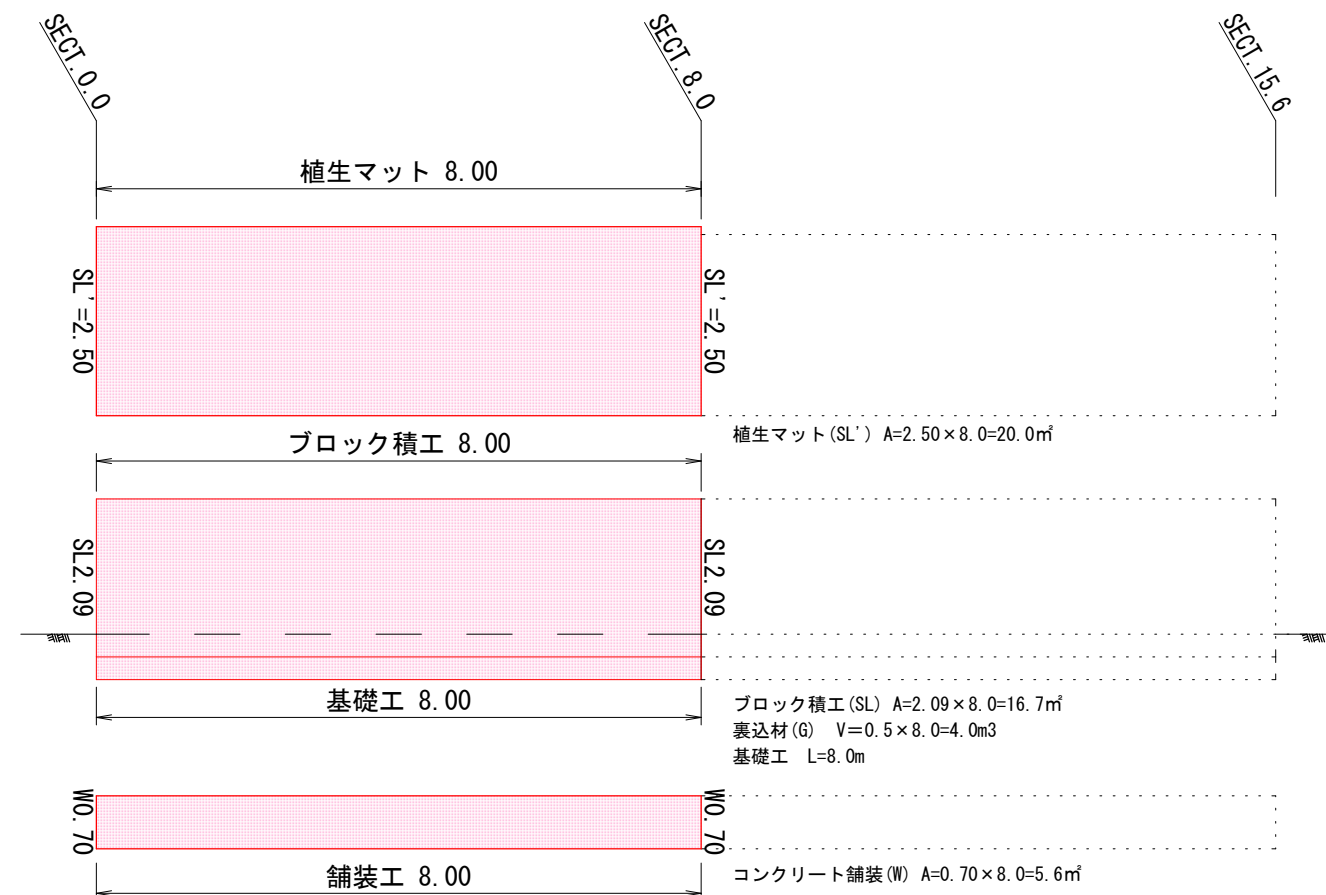 SECT.0.0
SECT.8.0
SECT.15.6
植生マット 8.00
SL'=2.50
SL'=2.50
植生マット(SL') A=2.50×8.0=20.0㎡
ブロック積工 8.00
SL2.09
SL2.09
基礎工 8.00
ブロック積工(SL) A=2.09×8.0=16.7㎡
裏込材(G) V＝0.5×8.0=4.0m3
基礎工 L=8.0m
W0.70
W0.70
舗装工 8.00
コンクリート舗装(W) A=0.70×8.0=5.6㎡